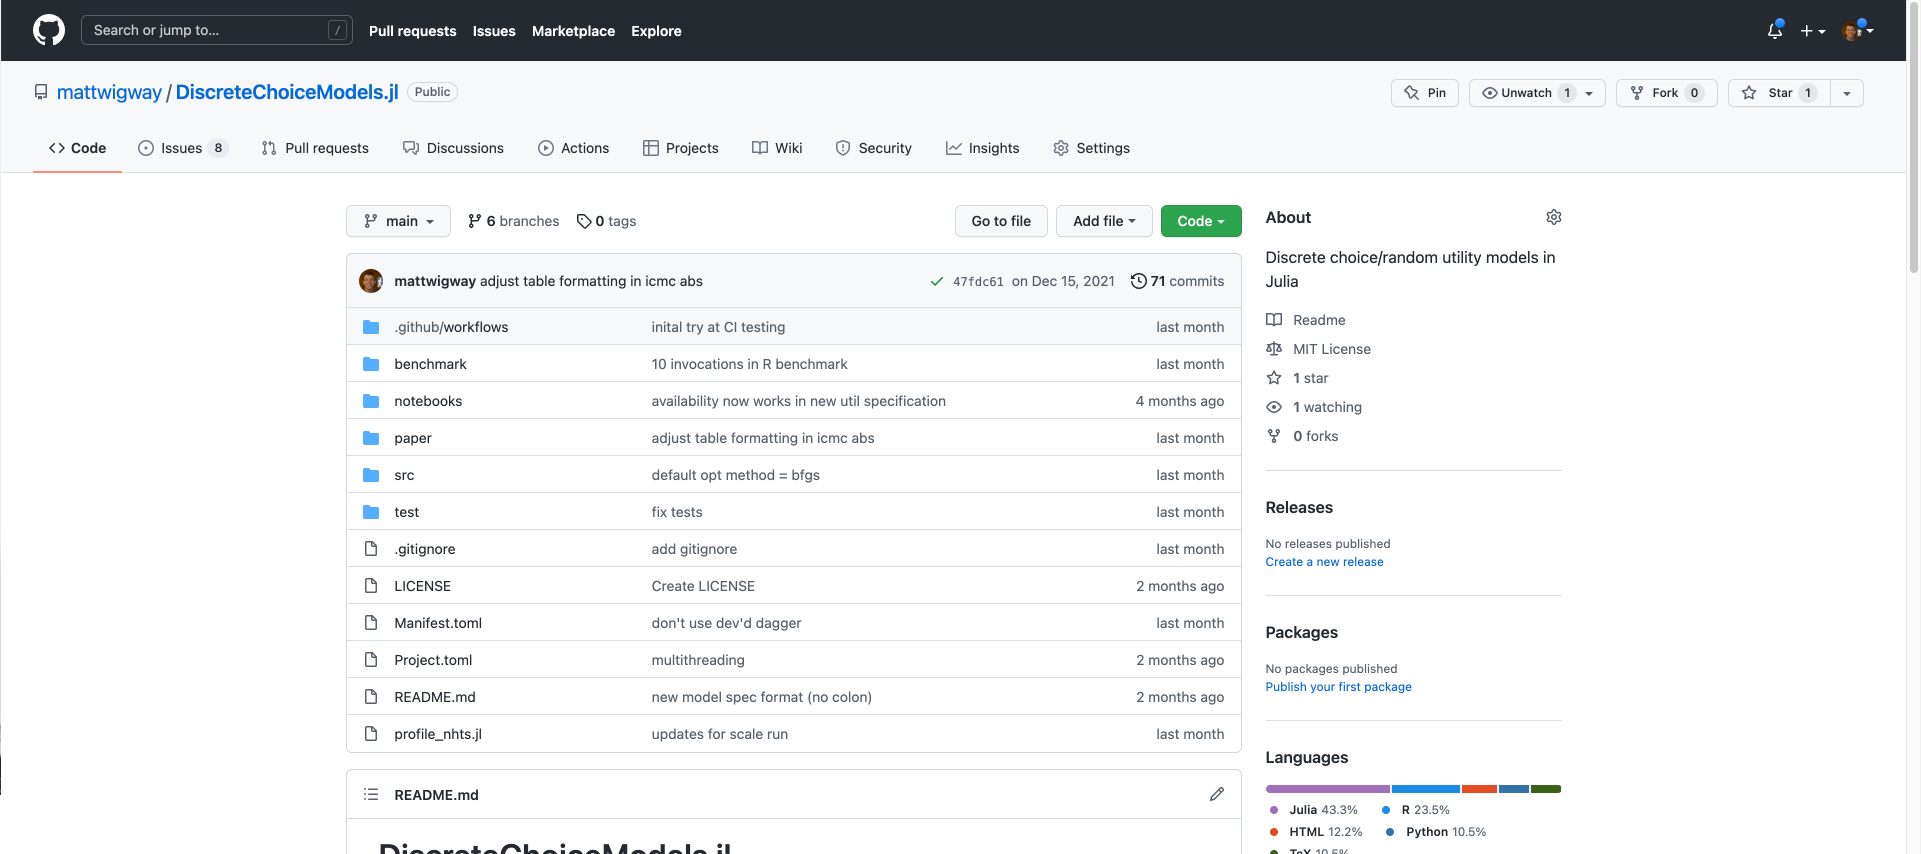 Search or jump to... /
Pull requests Issues Marketplace Explore
mattwigway / DiscreteChoiceModels.jl Public
Pin Unwatch 1 Fork 0 Star 1
Code Issues 8 Pull requests Discussions Actions Projects Wiki Security Insights Settings
main 6 branches 0 tags Go to file Add file Code
mattwigway adjust table formatting in icmc abs 47fdc61 on Dec 15, 2021 71 commits
.github/workflows inital try at CI testing last month
benchmark 10 invocations in R benchmark last month
notebooks availability now works in new util specification 4 months ago
paper adjust table formatting in icmc abs last month
src default opt method = bfgs last month
test fix tests last month
.gitignore add gitignore last month
LICENSE Create LICENSE 2 months ago
Manifest.toml don't use dev'd dagger last month
Project.toml multithreading 2 months ago
README.md new model spec format (no colon) 2 months ago
profile_nhts.jl updates for scale run last month
README.md
DiscreteChoiceModels.jl
About
Discrete choice/random utility models in
Julia
Readme
MIT License
1 star
1 watching
0 forks
Releases
No releases published
Create a new release
Packages
No packages published
Publish your first package
Languages
Julia 43.3% R 23.5%
HTML 12.2% Python 10.5%
TeX 10.5%